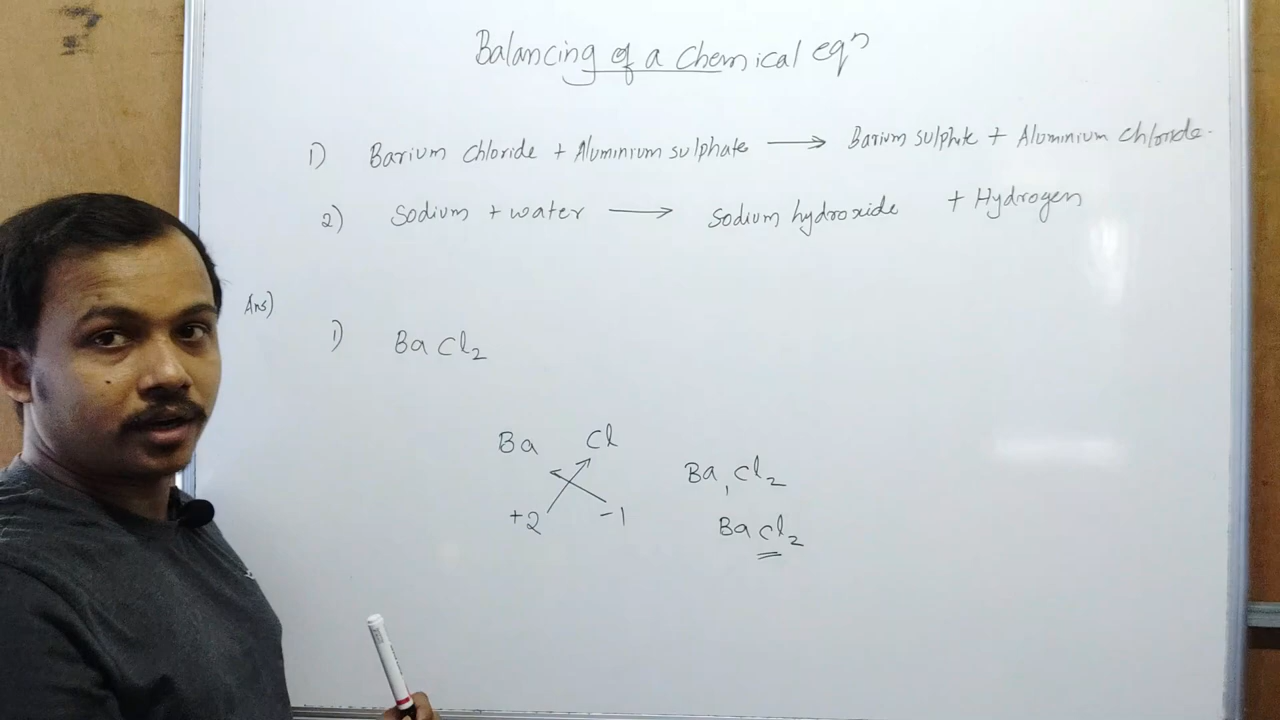 Balancing of a Chemical eqn
1) Barium chloride + Aluminium sulphate → Barium sulphate + Aluminium chloride.
2) Sodium + water → Sodium hydroxide + Hydrogen
Ans)
1) BaCl2
Ba Cl
+2 -1
Ba1Cl2
BaCl2